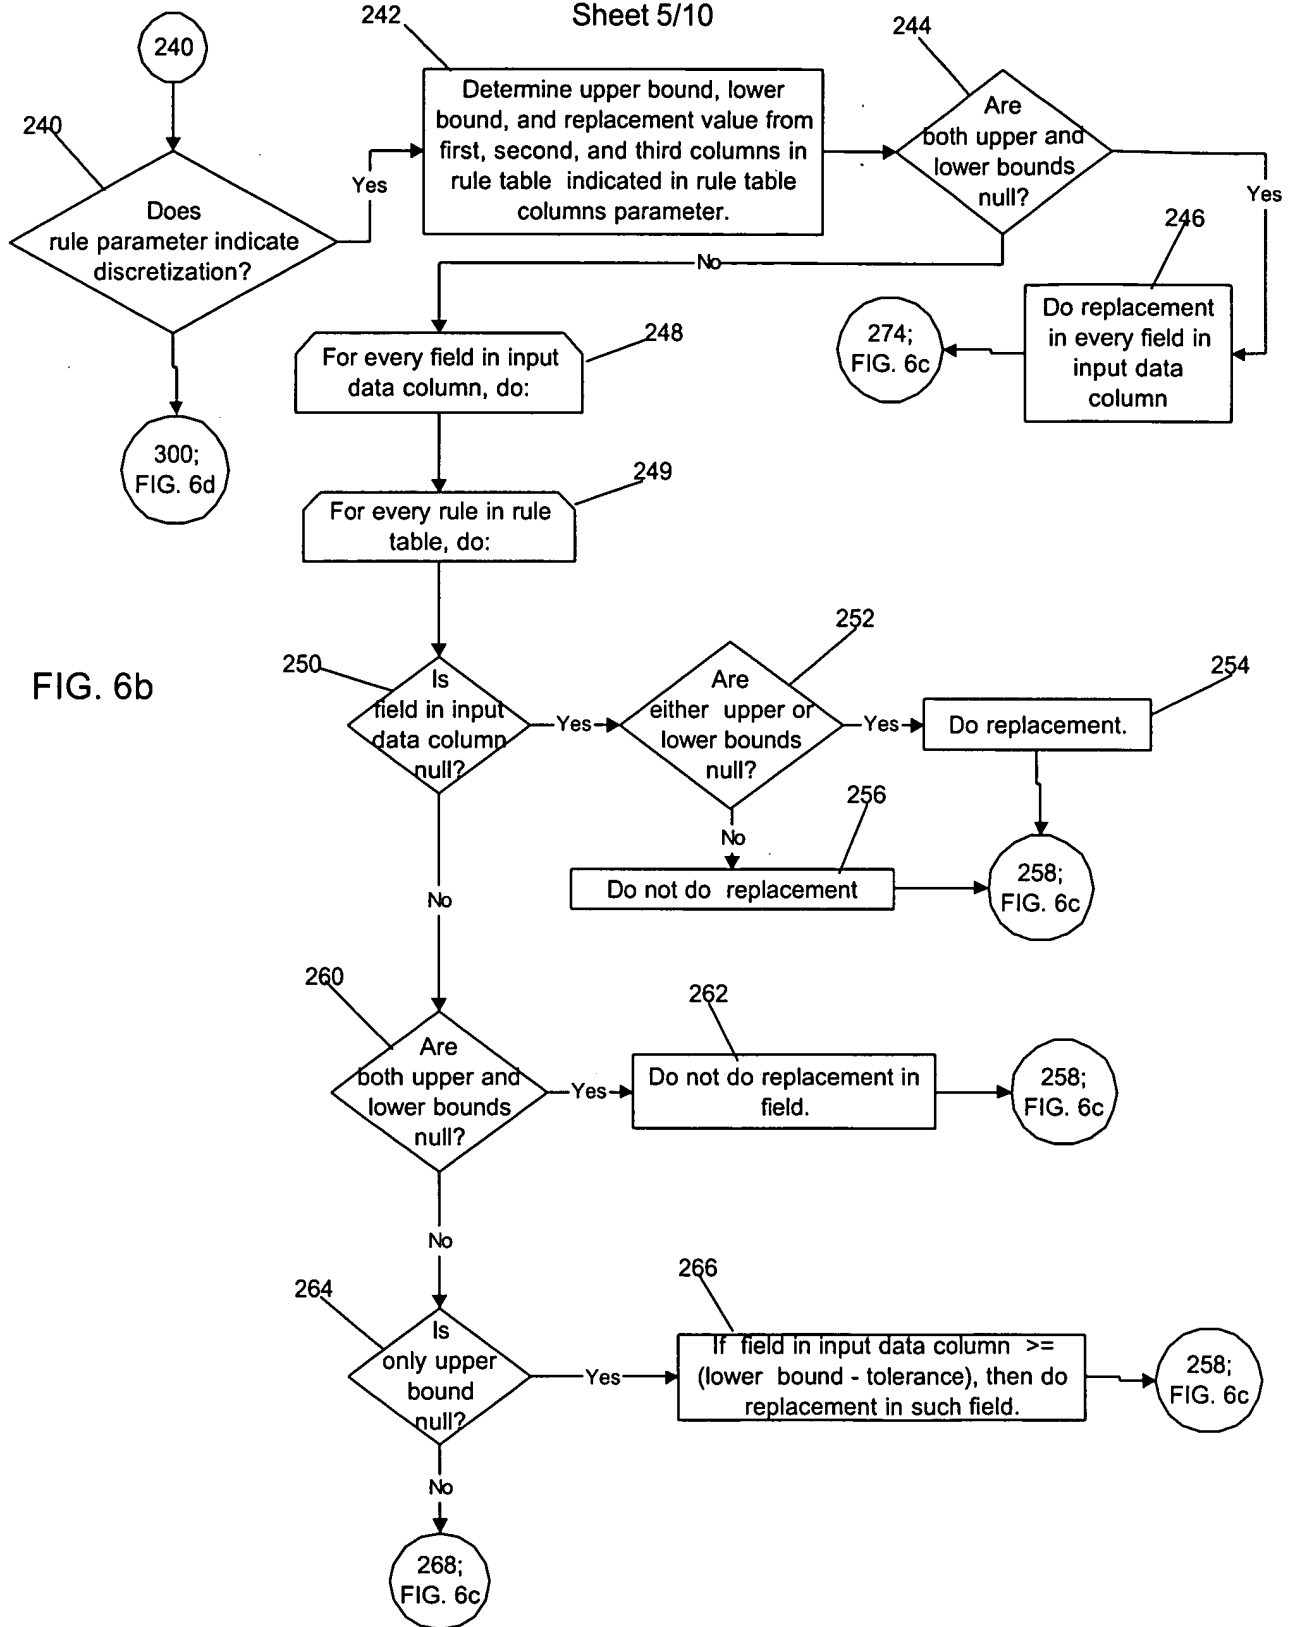 Sheet 5/10
240
240
Does
rule parameter indicate
discretization?
Yes
300;
FIG. 6d
242
Determine upper bound, lower
bound, and replacement value from
first, second, and third columns in
rule table indicated in rule table
columns parameter.
244
Are
both upper and
lower bounds
null?
Yes
246
Do replacement
in every field in
input data
column
274;
FIG. 6c
No
248
For every field in input
data column, do:
249
For every rule in rule
table, do:
FIG. 6b
250
Is
field in input
data column
null?
Yes
252
Are
either upper or
lower bounds
null?
Yes
254
Do replacement.
No
256
Do not do replacement
258;
FIG. 6c
No
260
Are
both upper and
lower bounds
null?
Yes
262
Do not do replacement in
field.
258;
FIG. 6c
No
264
Is
only upper
bound
null?
Yes
266
If field in input data column >=
(lower bound - tolerance), then do
replacement in such field.
258;
FIG. 6c
No
268;
FIG. 6c